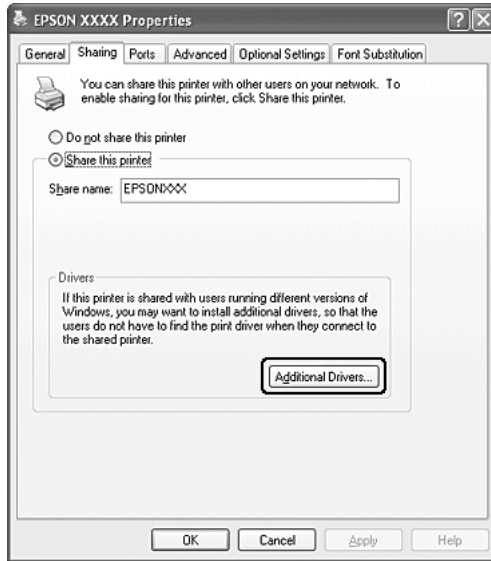 EPSON XXXX Properties
General Sharing Ports Advanced Optional Settings Font Substitution
You can share this printer with other users on your network. To
enable sharing for this printer, click Share this printer.
Do not share this printer
Share this printer
Share name: EPSONXXX
Drivers
If this printer is shared with users running different versions of
Windows, you may want to install additional drivers, so that the
users do not have to find the print driver when they connect to
the shared printer.
Additional Drivers...
OK Cancel Apply Help